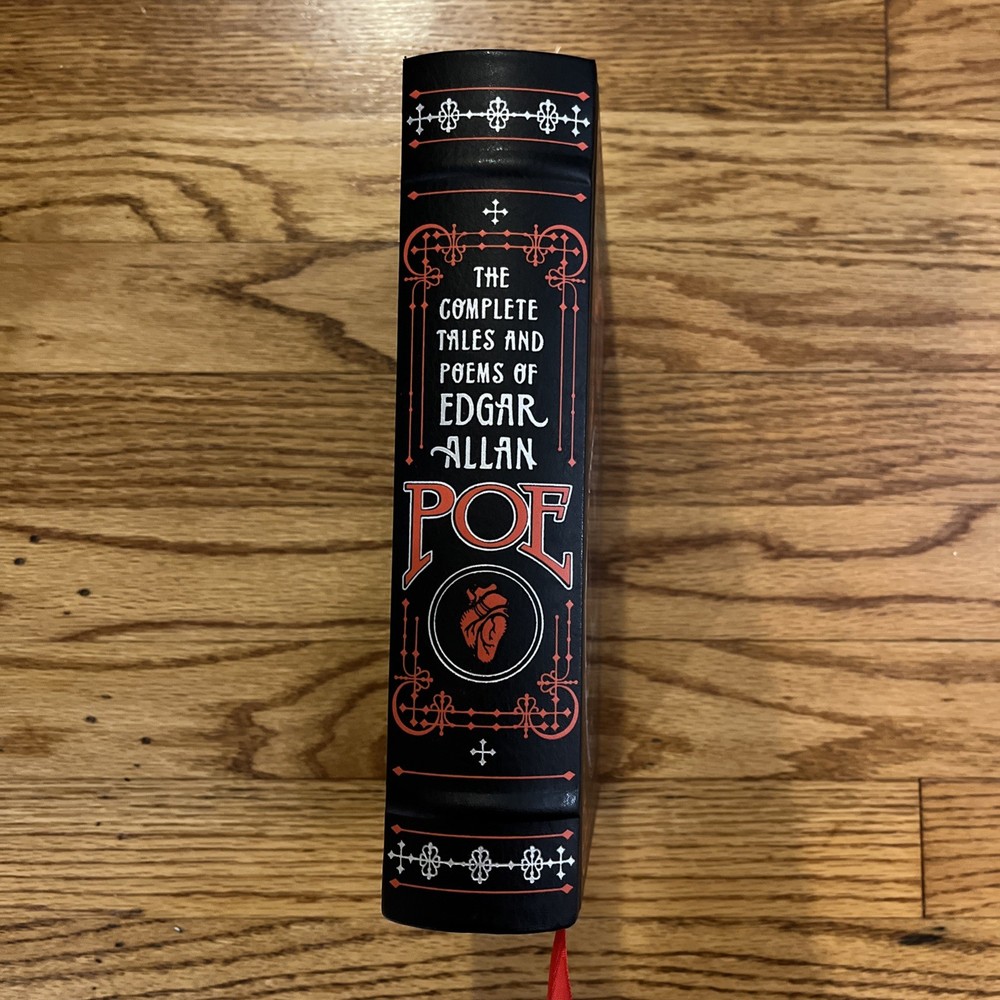 THE
COMPLETE
TALES AND
POEMS OF
EDGAR
ALLAN
POE